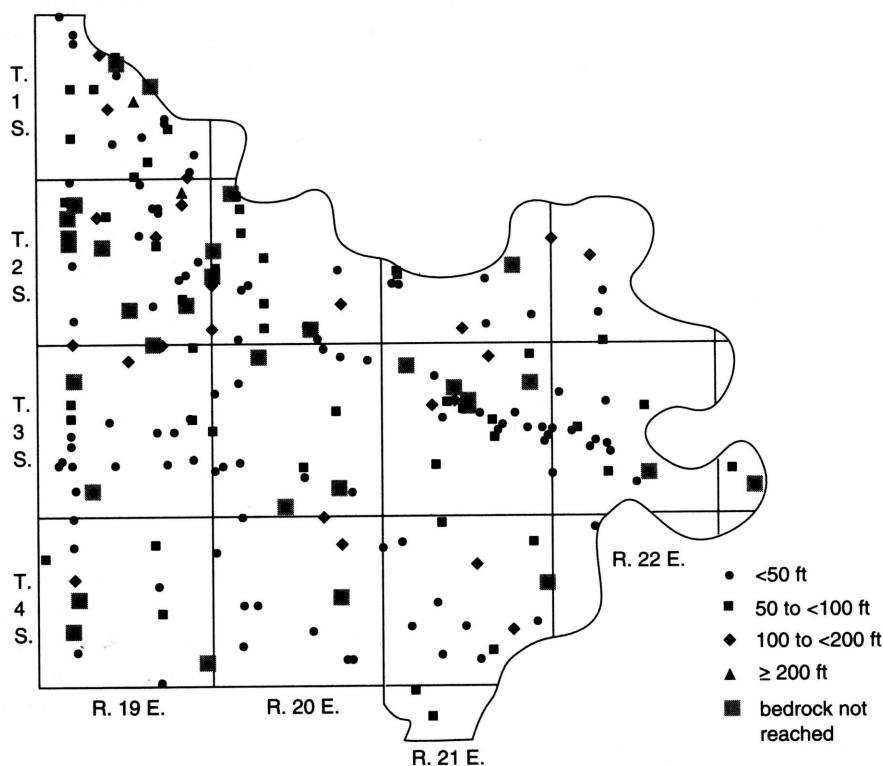 T.
1
S.
T.
2
S.
T.
3
S.
T.
4
S.
R. 19 E.
R. 20 E.
R. 21 E.
R. 22 E.
<50 ft
50 to <100 ft
100 to <200 ft
≥ 200 ft
bedrock not
reached